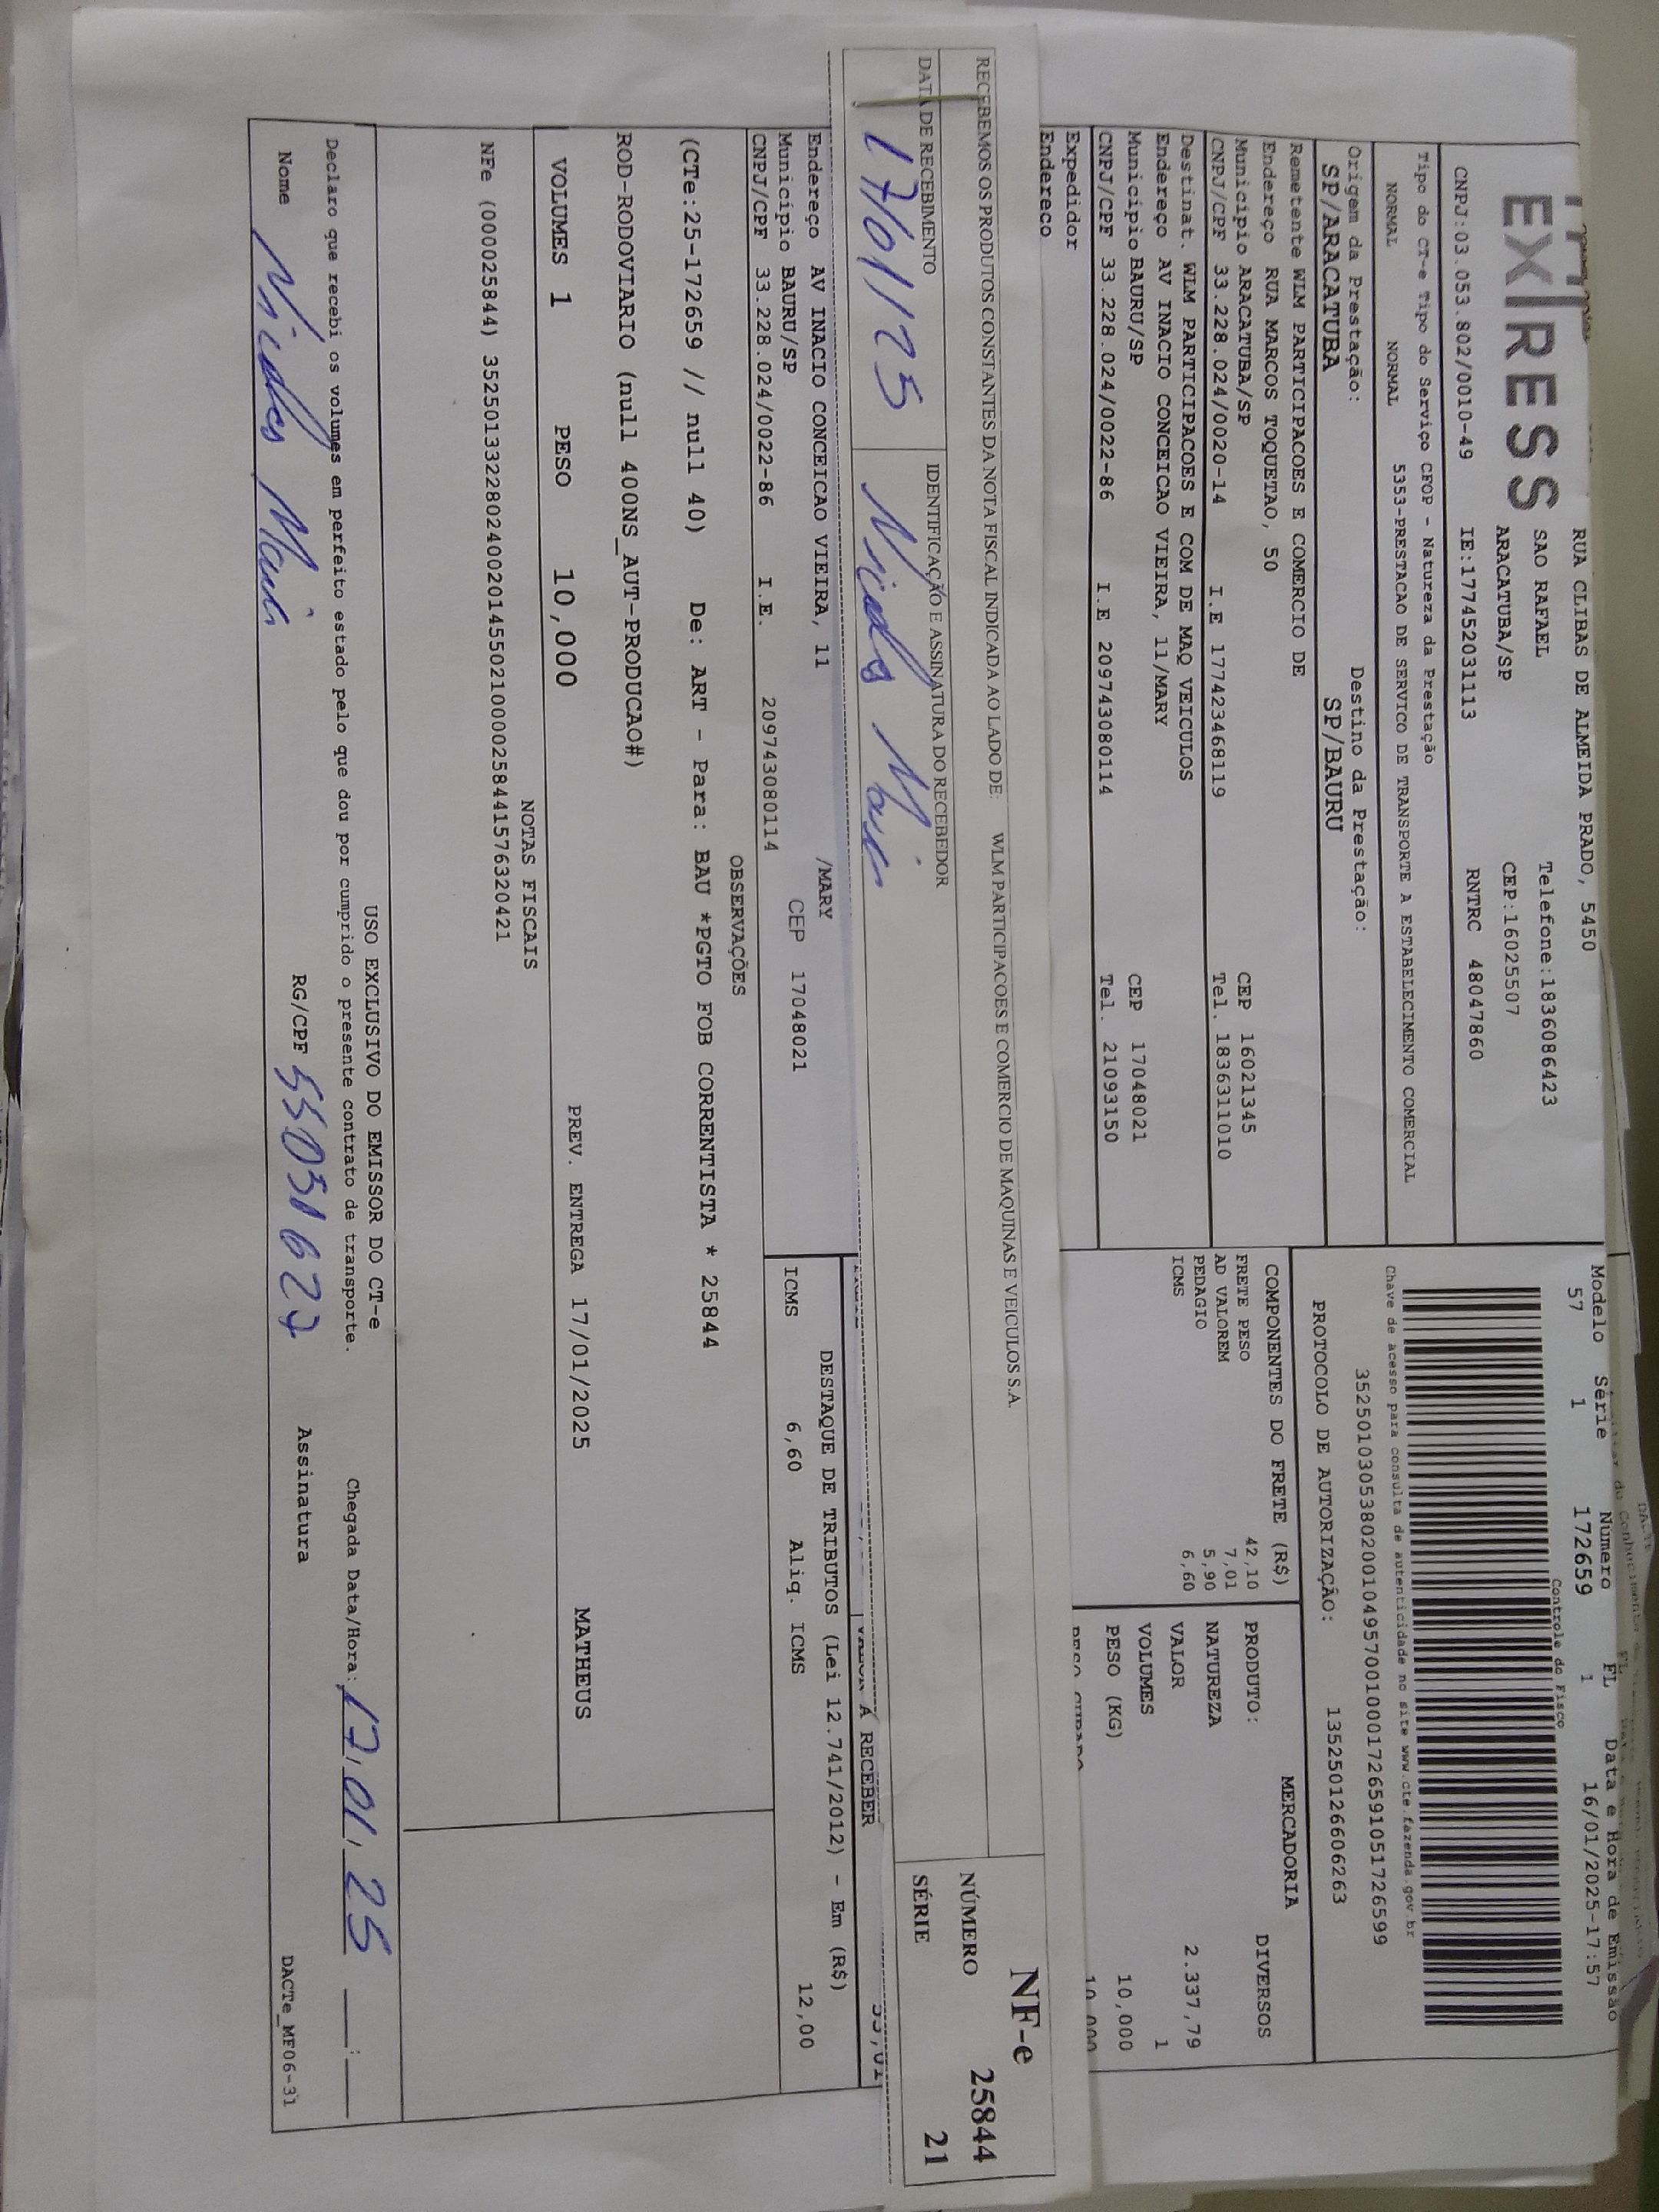 EXPRESS
RUA CLIBAS DE ALMEIDA PRADO, 5450
SAO RAFAEL Telefone:1836086423
ARACATUBA/SP CEP:16025507
CNPJ:03.053.802/0010-49 IE:177452031113 RNTRC 48047860
Modelo Série Número FL Data e Hora de Emissão
57 1 172659 1 16/01/2025-17:57
Controle do Fisco
Tipo do CT-e Tipo do Serviço CFOP - Natureza da Prestação
NORMAL NORMAL 5353-PRESTACAO DE SERVICO DE TRANSPORTE A ESTABELECIMENTO COMERCIAL
Chave de acesso para consulta de autenticidade no site www.cte.fazenda.gov.br
35250103053802001049570010001726591051726599
Origem da Prestação: Destino da Prestação:
SP/ARACATUBA SP/BAURU
PROTOCOLO DE AUTORIZAÇÃO: 135250126606263
Remetente WLM PARTICIPACOES E COMERCIO DE
Endereço RUA MARCOS TOQUETAO, 50
Municipio ARACATUBA/SP CEP 16021345
CNPJ/CPF 33.228.024/0020-14 I.E 177423468119 Tel. 1836311010
Destinat. WLM PARTICIPACOES E COM DE MAQ VEICULOS
Endereço AV INACIO CONCEICAO VIEIRA, 11/MARY
Municipio BAURU/SP CEP 17048021
CNPJ/CPF 33.228.024/0022-86 I.E 209743080114 Tel. 21093150
Expedidor
Endereco
COMPONENTES DO FRETE (R$)
FRETE PESO 42,10
AD VALOREM 7,01
PEDAGIO 5,90
ICMS 6,60
MERCADORIA
PRODUTO: DIVERSOS
NATUREZA
VALOR 2.337,79
VOLUMES 1
PESO (KG) 10,000
RECEBEMOS OS PRODUTOS CONSTANTES DA NOTA FISCAL INDICADA AO LADO DE: WLM PARTICIPACOES E COMERCIO DE MAQUINAS E VEICULOS S.A.
DATA DE RECEBIMENTO IDENTIFICAÇÃO E ASSINATURA DO RECEBEDOR
17/01/25
NF-e
NÚMERO 25844
SÉRIE 21
A RECEBER
Endereço AV INACIO CONCEICAO VIEIRA, 11 /MARY
Municipio BAURU/SP CEP 17048021
CNPJ/CPF 33.228.024/0022-86 I.E. 209743080114
DESTAQUE DE TRIBUTOS (Lei 12.741/2012) - Em (R$)
ICMS 6,60 Aliq. ICMS 12,00
OBSERVAÇÕES
(CTe:25-172659 // null 40) De: ART - Para: BAU *PGTO FOB CORRENTISTA * 25844
ROD-RODOVIARIO (null 400NS_AUT-PRODUCAO#)
VOLUMES 1 PESO 10,000 PREV. ENTREGA 17/01/2025 MATHEUS
NOTAS FISCAIS
NFe (000025844) 35250133228024002014550210000258441576320421
USO EXCLUSIVO DO EMISSOR DO CT-e
Declaro que recebi os volumes em perfeito estado pelo que dou por cumprido o presente contrato de transporte. Chegada Data/Hora: 17/01/25
Nome RG/CPF Assinatura
DACTe_MF06-31